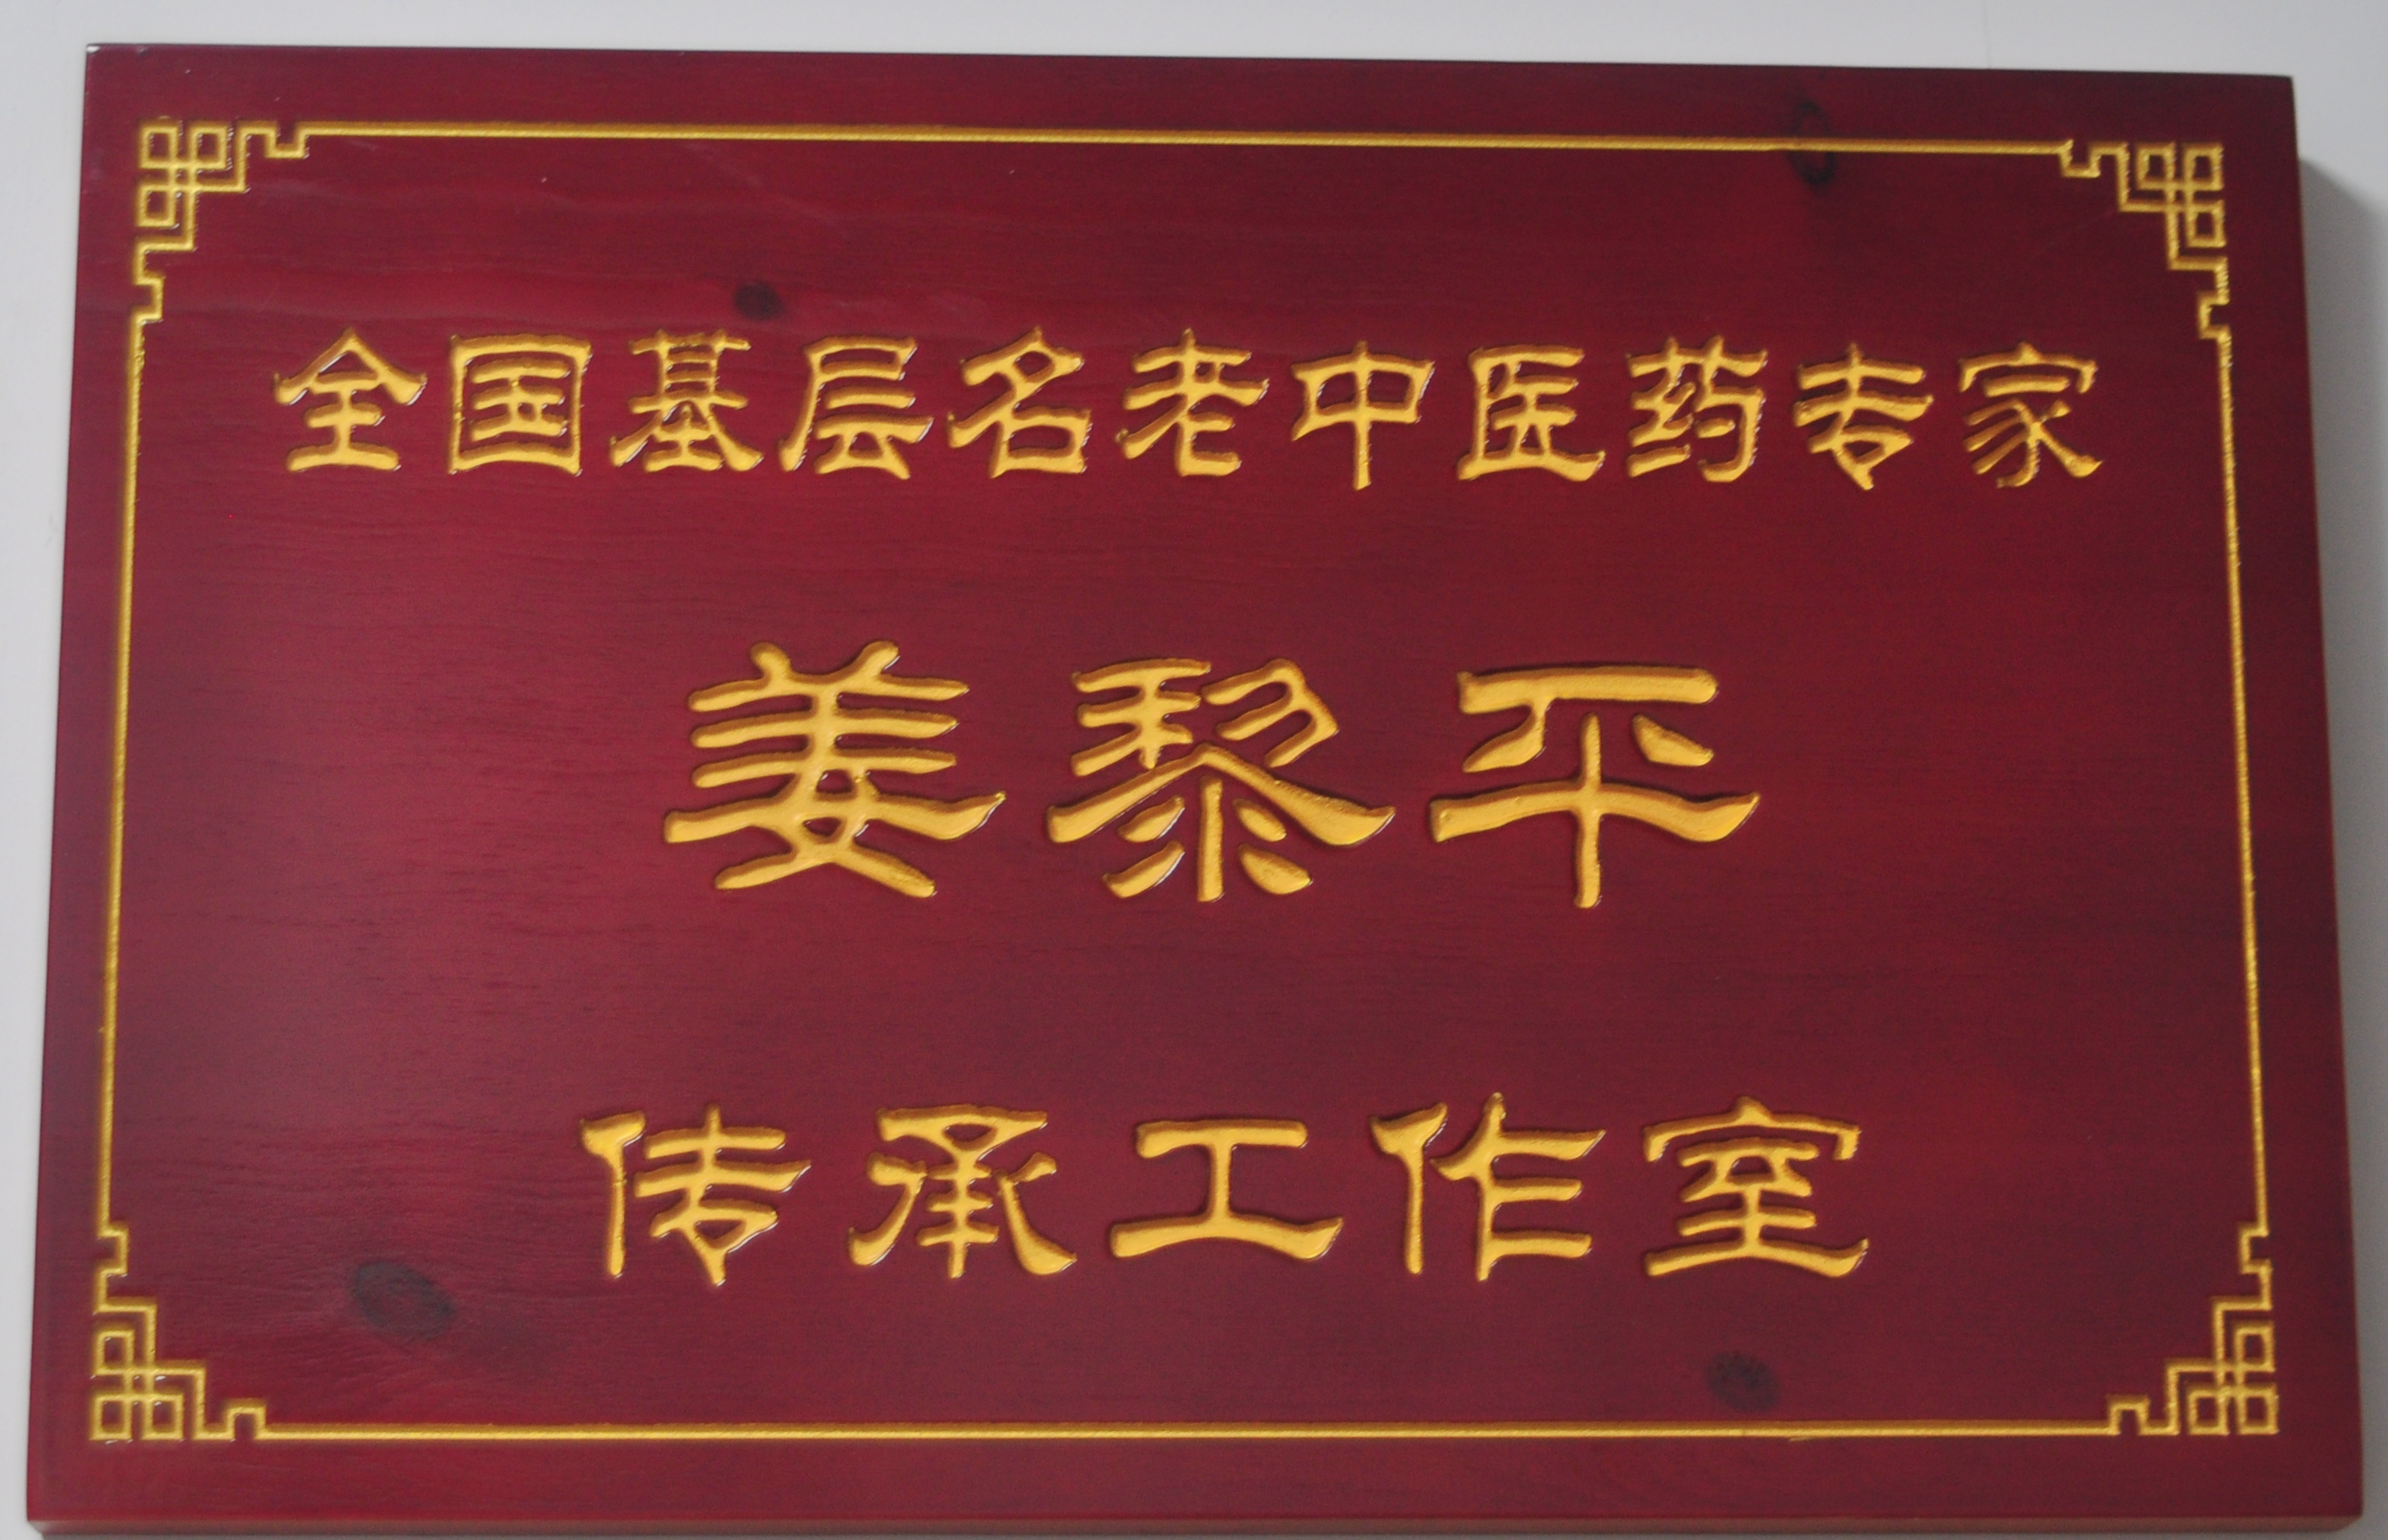 全国基层名老中医药专家
姜黎平
传承工作室